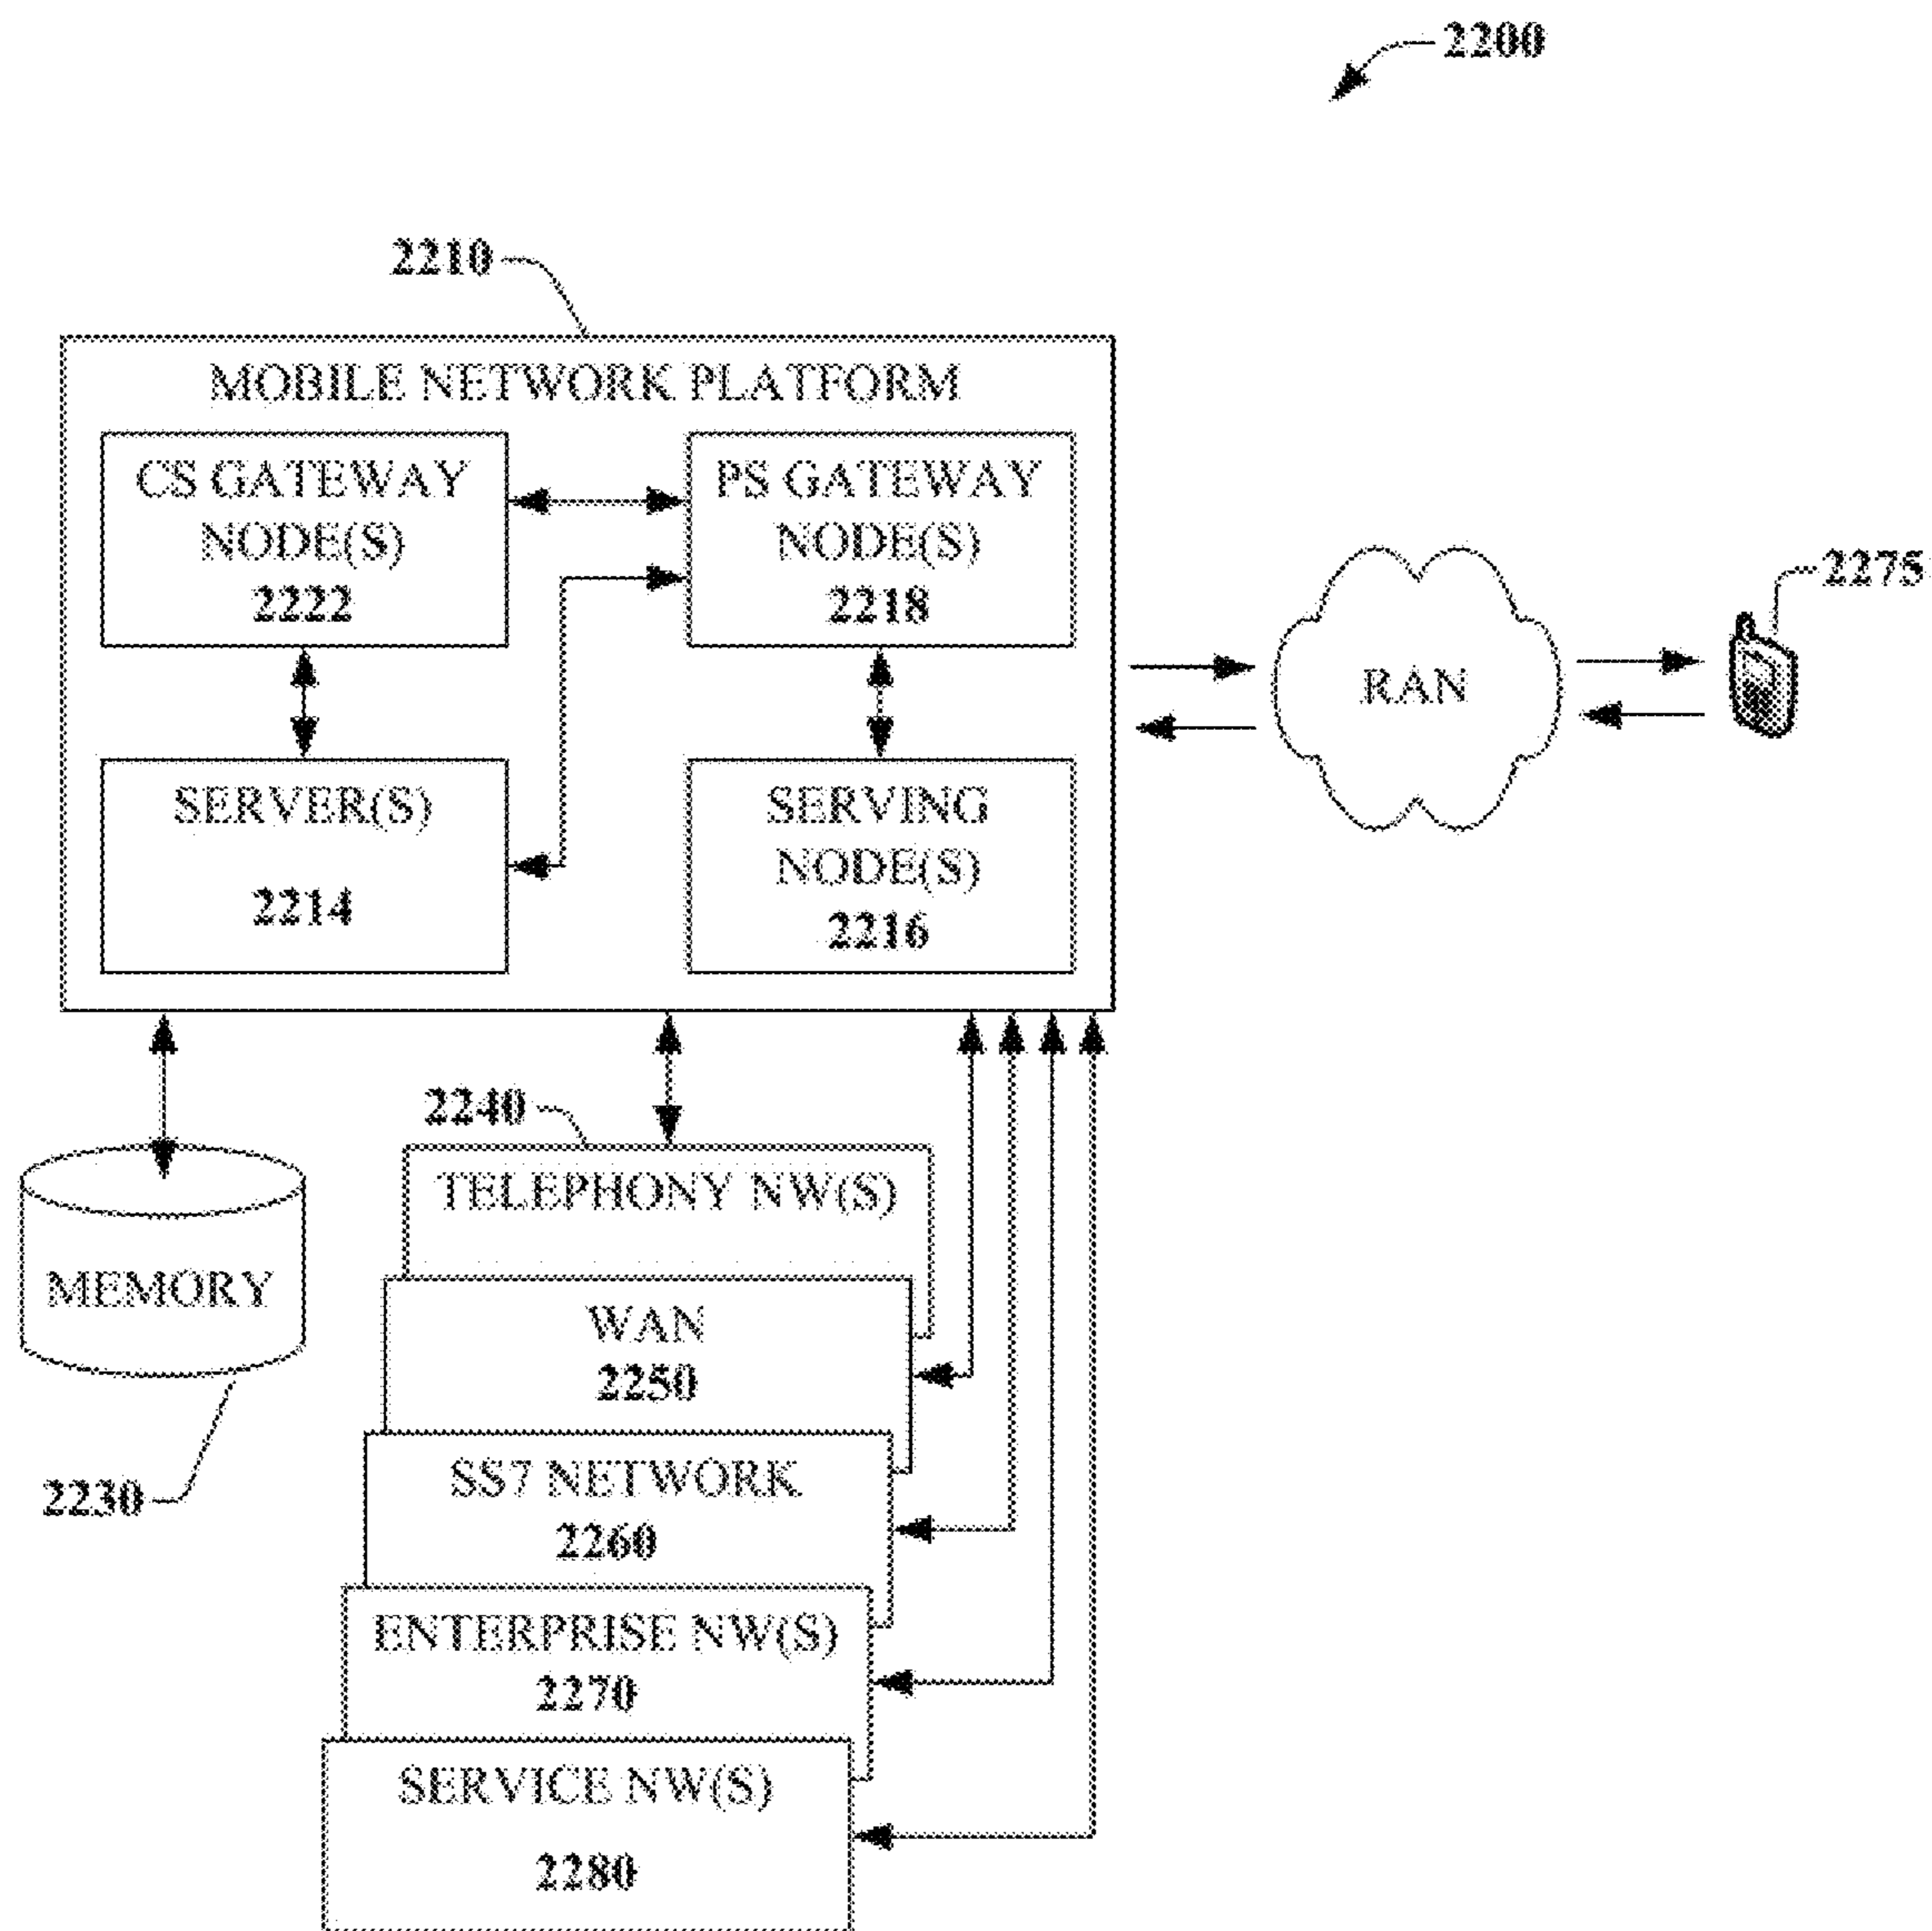 2200
2210
MOBILE NETWORK PLATFORM
CS GATEWAY
NODE(S)
2222
PS GATEWAY
NODE(S)
2218
SERVER(S)
2214
SERVING
NODE(S)
2216
RAN
2275
2240
TELEPHONY NW(S)
MEMORY
2230
WAN
2250
SS7 NETWORK
2260
ENTERPRISE NW(S)
2270
SERVICE NW(S)
2280